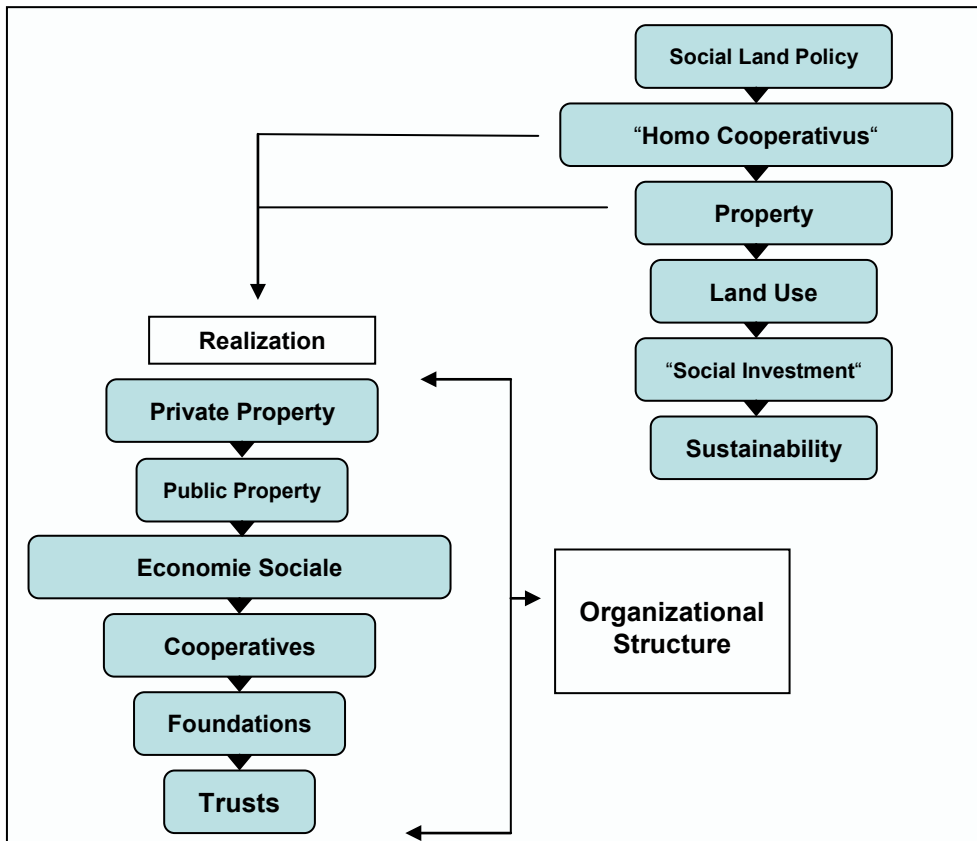 Social Land Policy
“Homo Cooperativus“
Property
Land Use
“Social Investment“
Sustainability
Realization
Private Property
Public Property
Economie Sociale
Cooperatives
Foundations
Trusts
Organizational
Structure